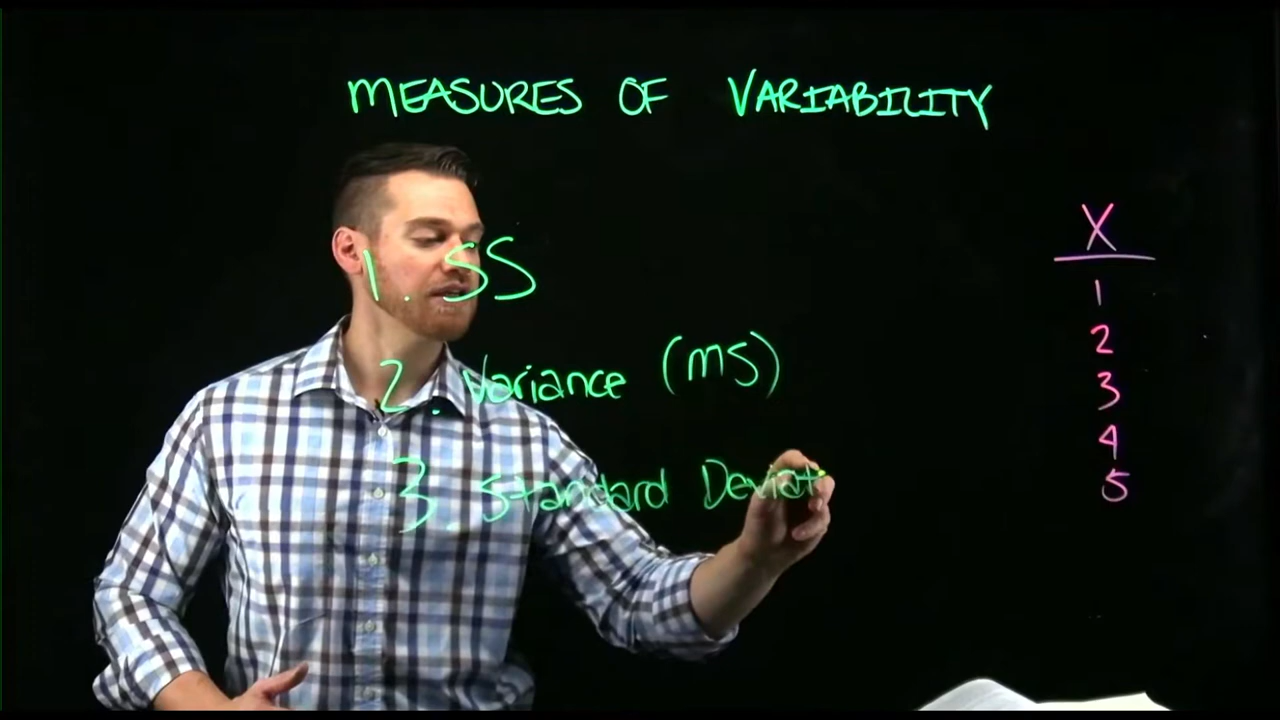 MEASURES OF VARIABILITY
1. SS
2. Variance (MS)
3. Standard Deviat
X
1
2
3
4
5